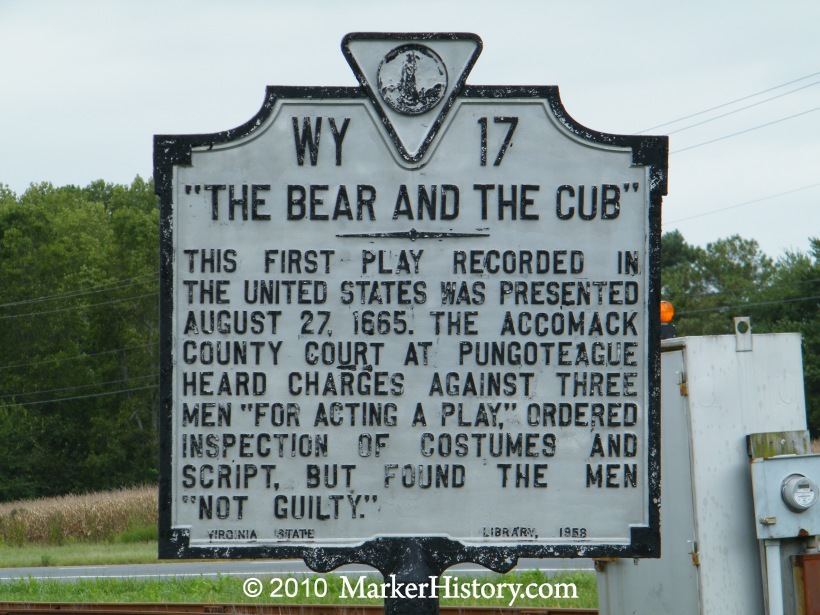 WY 17
"THE BEAR AND THE CUB"
THIS FIRST PLAY RECORDED IN
THE UNITED STATES WAS PRESENTED
AUGUST 27, 1665. THE ACCOMACK
COUNTY COURT AT PUNGOTEAGUE
HEARD CHARGES AGAINST THREE
MEN "FOR ACTING A PLAY," ORDERED
INSPECTION OF COSTUMES AND
SCRIPT, BUT FOUND THE MEN
"NOT GUILTY."
VIRGINIA STATE LIBRARY, 1958
© 2010 MarkerHistory.com